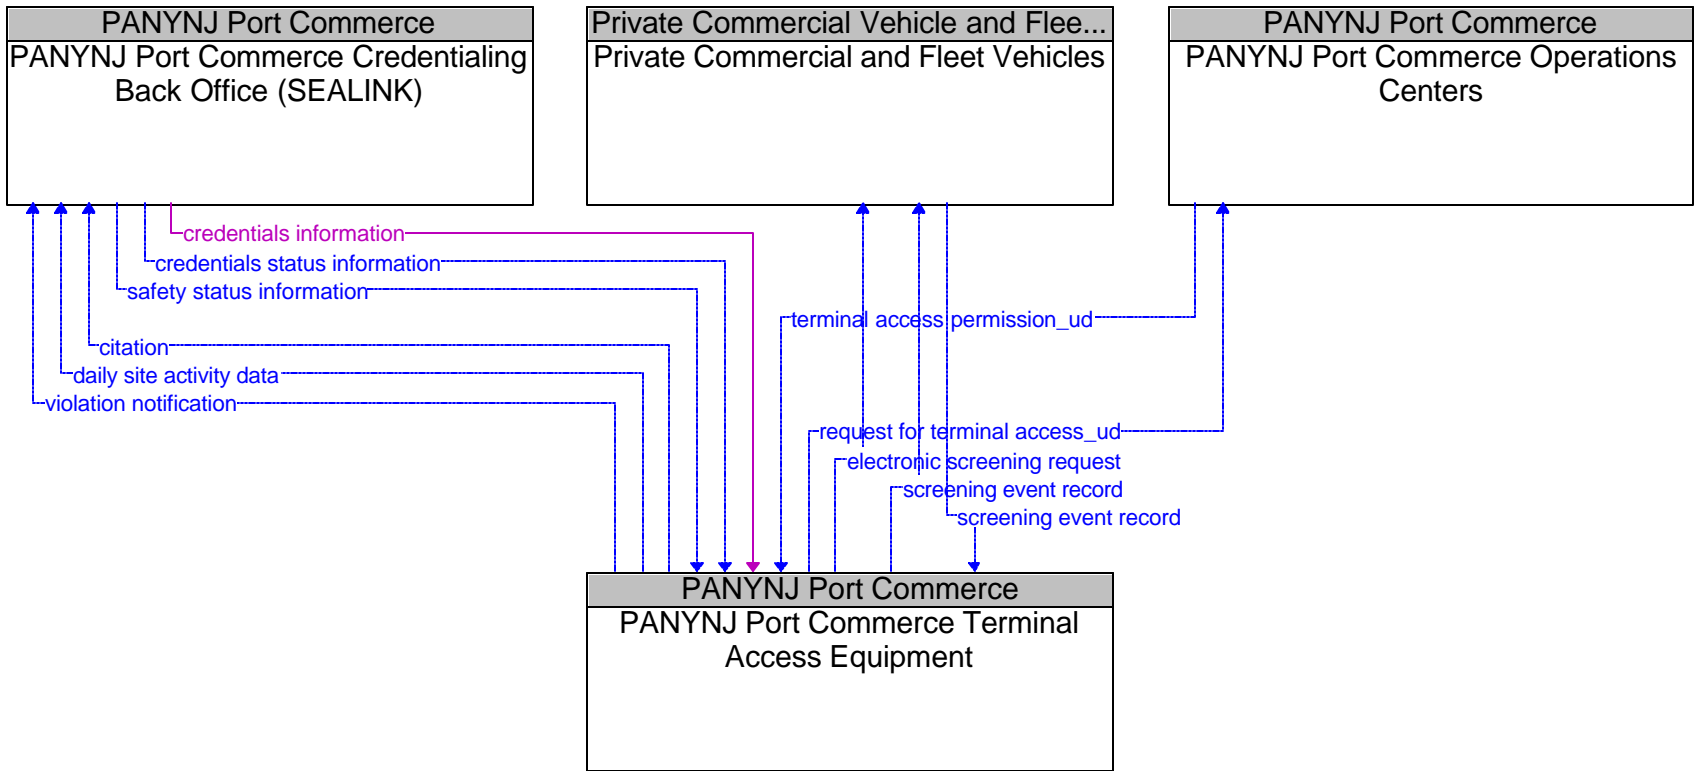 PANYNJ Port Commerce
PANYNJ Port Commerce Credentialing
Back Office (SEALINK)
Private Commercial Vehicle and Flee...
Private Commercial and Fleet Vehicles
PANYNJ Port Commerce
PANYNJ Port Commerce Operations
Centers
credentials information
credentials status information
safety status information
terminal access permission_ud
citation
daily site activity data
violation notification
request for terminal access_ud
electronic screening request
screening event record
screening event record
PANYNJ Port Commerce
PANYNJ Port Commerce Terminal
Access Equipment